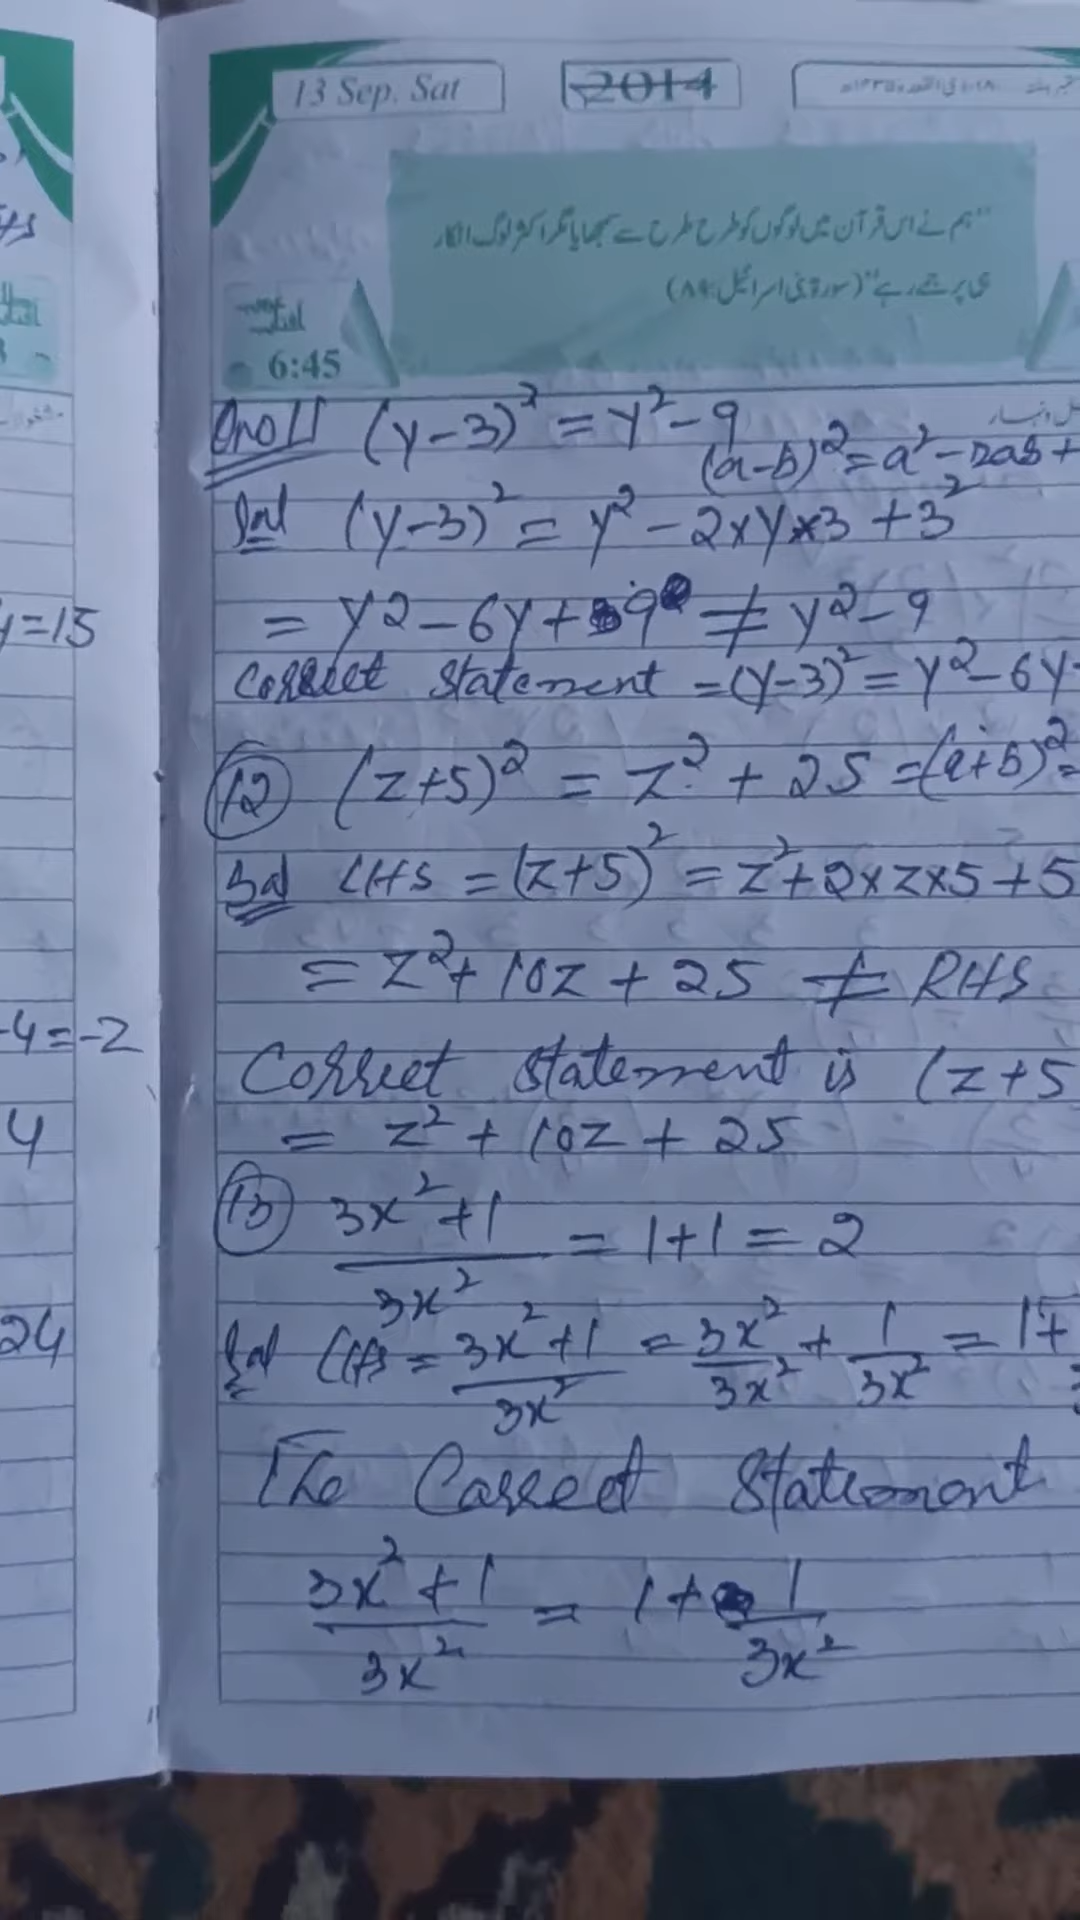 13 Sep. Sat
2014
"ہم نے اس قرآن میں لوگوں کو طرح طرح سے سمجھایا مگر اکثر لوگ انکار
ہی پر جمے رہے" (سورۃ بنی اسرائیل:۸۹)
6:45
(y-3)² = y² - 9
(a-b)² = a² - 2ab +
Sol (y-3)² = y² - 2×y×3 + 3²
= y2 - 6y + 9 ≠ y2 - 9
Correct statement = (y-3)² = y2 - 6y
12 (z+5)² = z² + 25 = (a+b)² =
Sol LHS = (z+5)² = z² + 2×z×5 + 5
= z2 + 10z + 25 ≠ RHS
Correct statement is (z+5
= z2 + 10z + 25
13 3x²+1 / 3x² = 1+1 = 2
Sol LHS = 3x²+1 / 3x² = 3x² / 3x² + 1 / 3x² = 1+
The Correct Statement
3x²+1 / 3x² = 1+ 1 / 3x²
y=15
-4=-2
4
24